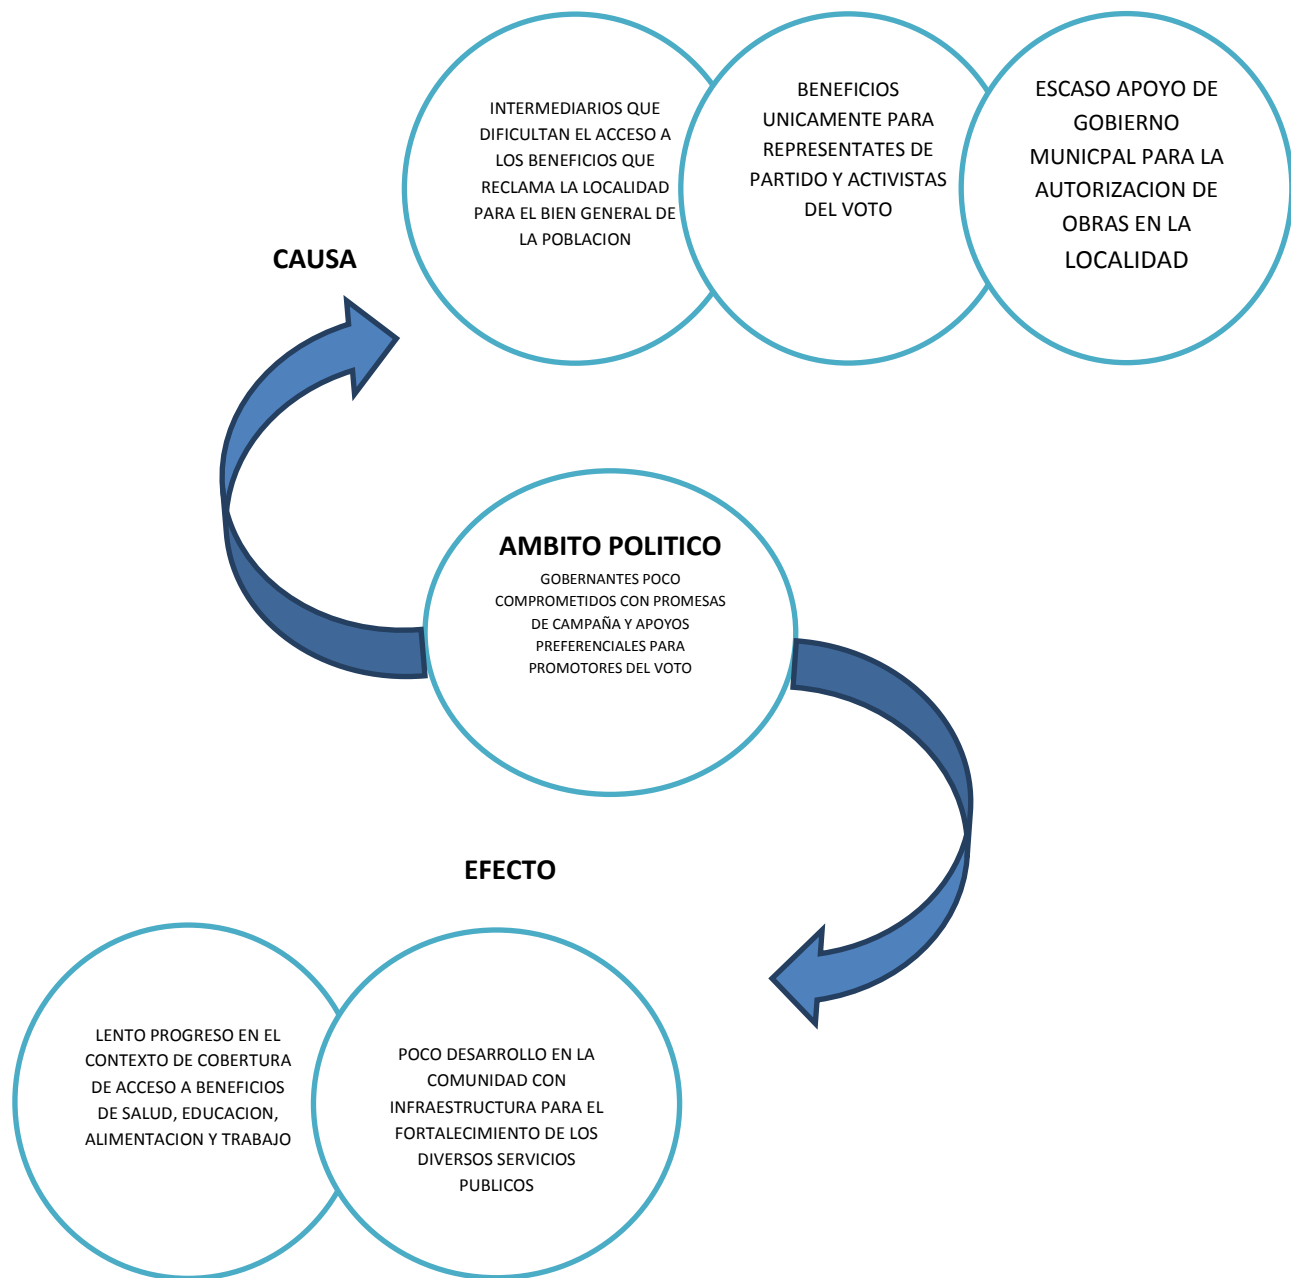 INTERMEDIARIOS QUE
DIFICULTAN EL ACCESO A
LOS BENEFICIOS QUE
RECLAMA LA LOCALIDAD
PARA EL BIEN GENERAL DE
LA POBLACION
BENEFICIOS
UNICAMENTE PARA
REPRESENTATES DE
PARTIDO Y ACTIVISTAS
DEL VOTO
ESCASO APOYO DE
GOBIERNO
MUNICPAL PARA LA
AUTORIZACION DE
OBRAS EN LA
LOCALIDAD
CAUSA
AMBITO POLITICO
GOBERNANTES POCO
COMPROMETIDOS CON PROMESAS
DE CAMPAÑA Y APOYOS
PREFERENCIALES PARA
PROMOTORES DEL VOTO
EFECTO
LENTO PROGRESO EN EL
CONTEXTO DE COBERTURA
DE ACCESO A BENEFICIOS
DE SALUD, EDUCACION,
ALIMENTACION Y TRABAJO
POCO DESARROLLO EN LA
COMUNIDAD CON
INFRAESTRUCTURA PARA EL
FORTALECIMIENTO DE LOS
DIVERSOS SERVICIOS
PUBLICOS